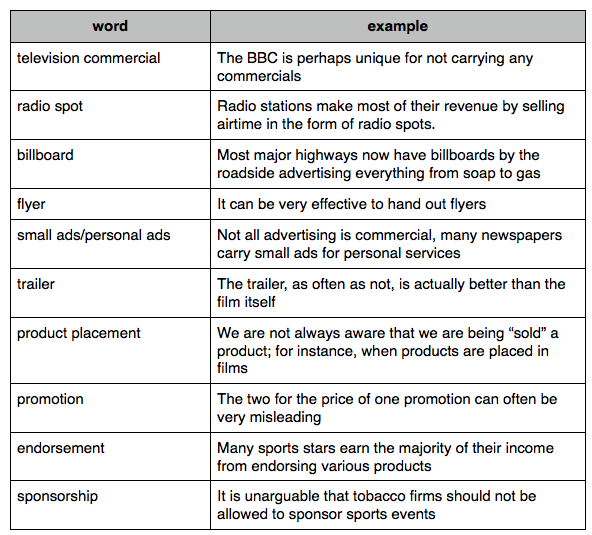 word example
television commercial The BBC is perhaps unique for not carrying any
commercials
radio spot Radio stations make most of their revenue by selling
airtime in the form of radio spots.
billboard Most major highways now have billboards by the
roadside advertising everything from soap to gas
flyer It can be very effective to hand out flyers
small ads/personal ads Not all advertising is commercial, many newspapers
carry small ads for personal services
trailer The trailer, as often as not, is actually better than the
film itself
product placement We are not always aware that we are being “sold” a
product; for instance, when products are placed in
films
promotion The two for the price of one promotion can often be
very misleading
endorsement Many sports stars earn the majority of their income
from endorsing various products
sponsorship It is unarguable that tobacco firms should not be
allowed to sponsor sports events